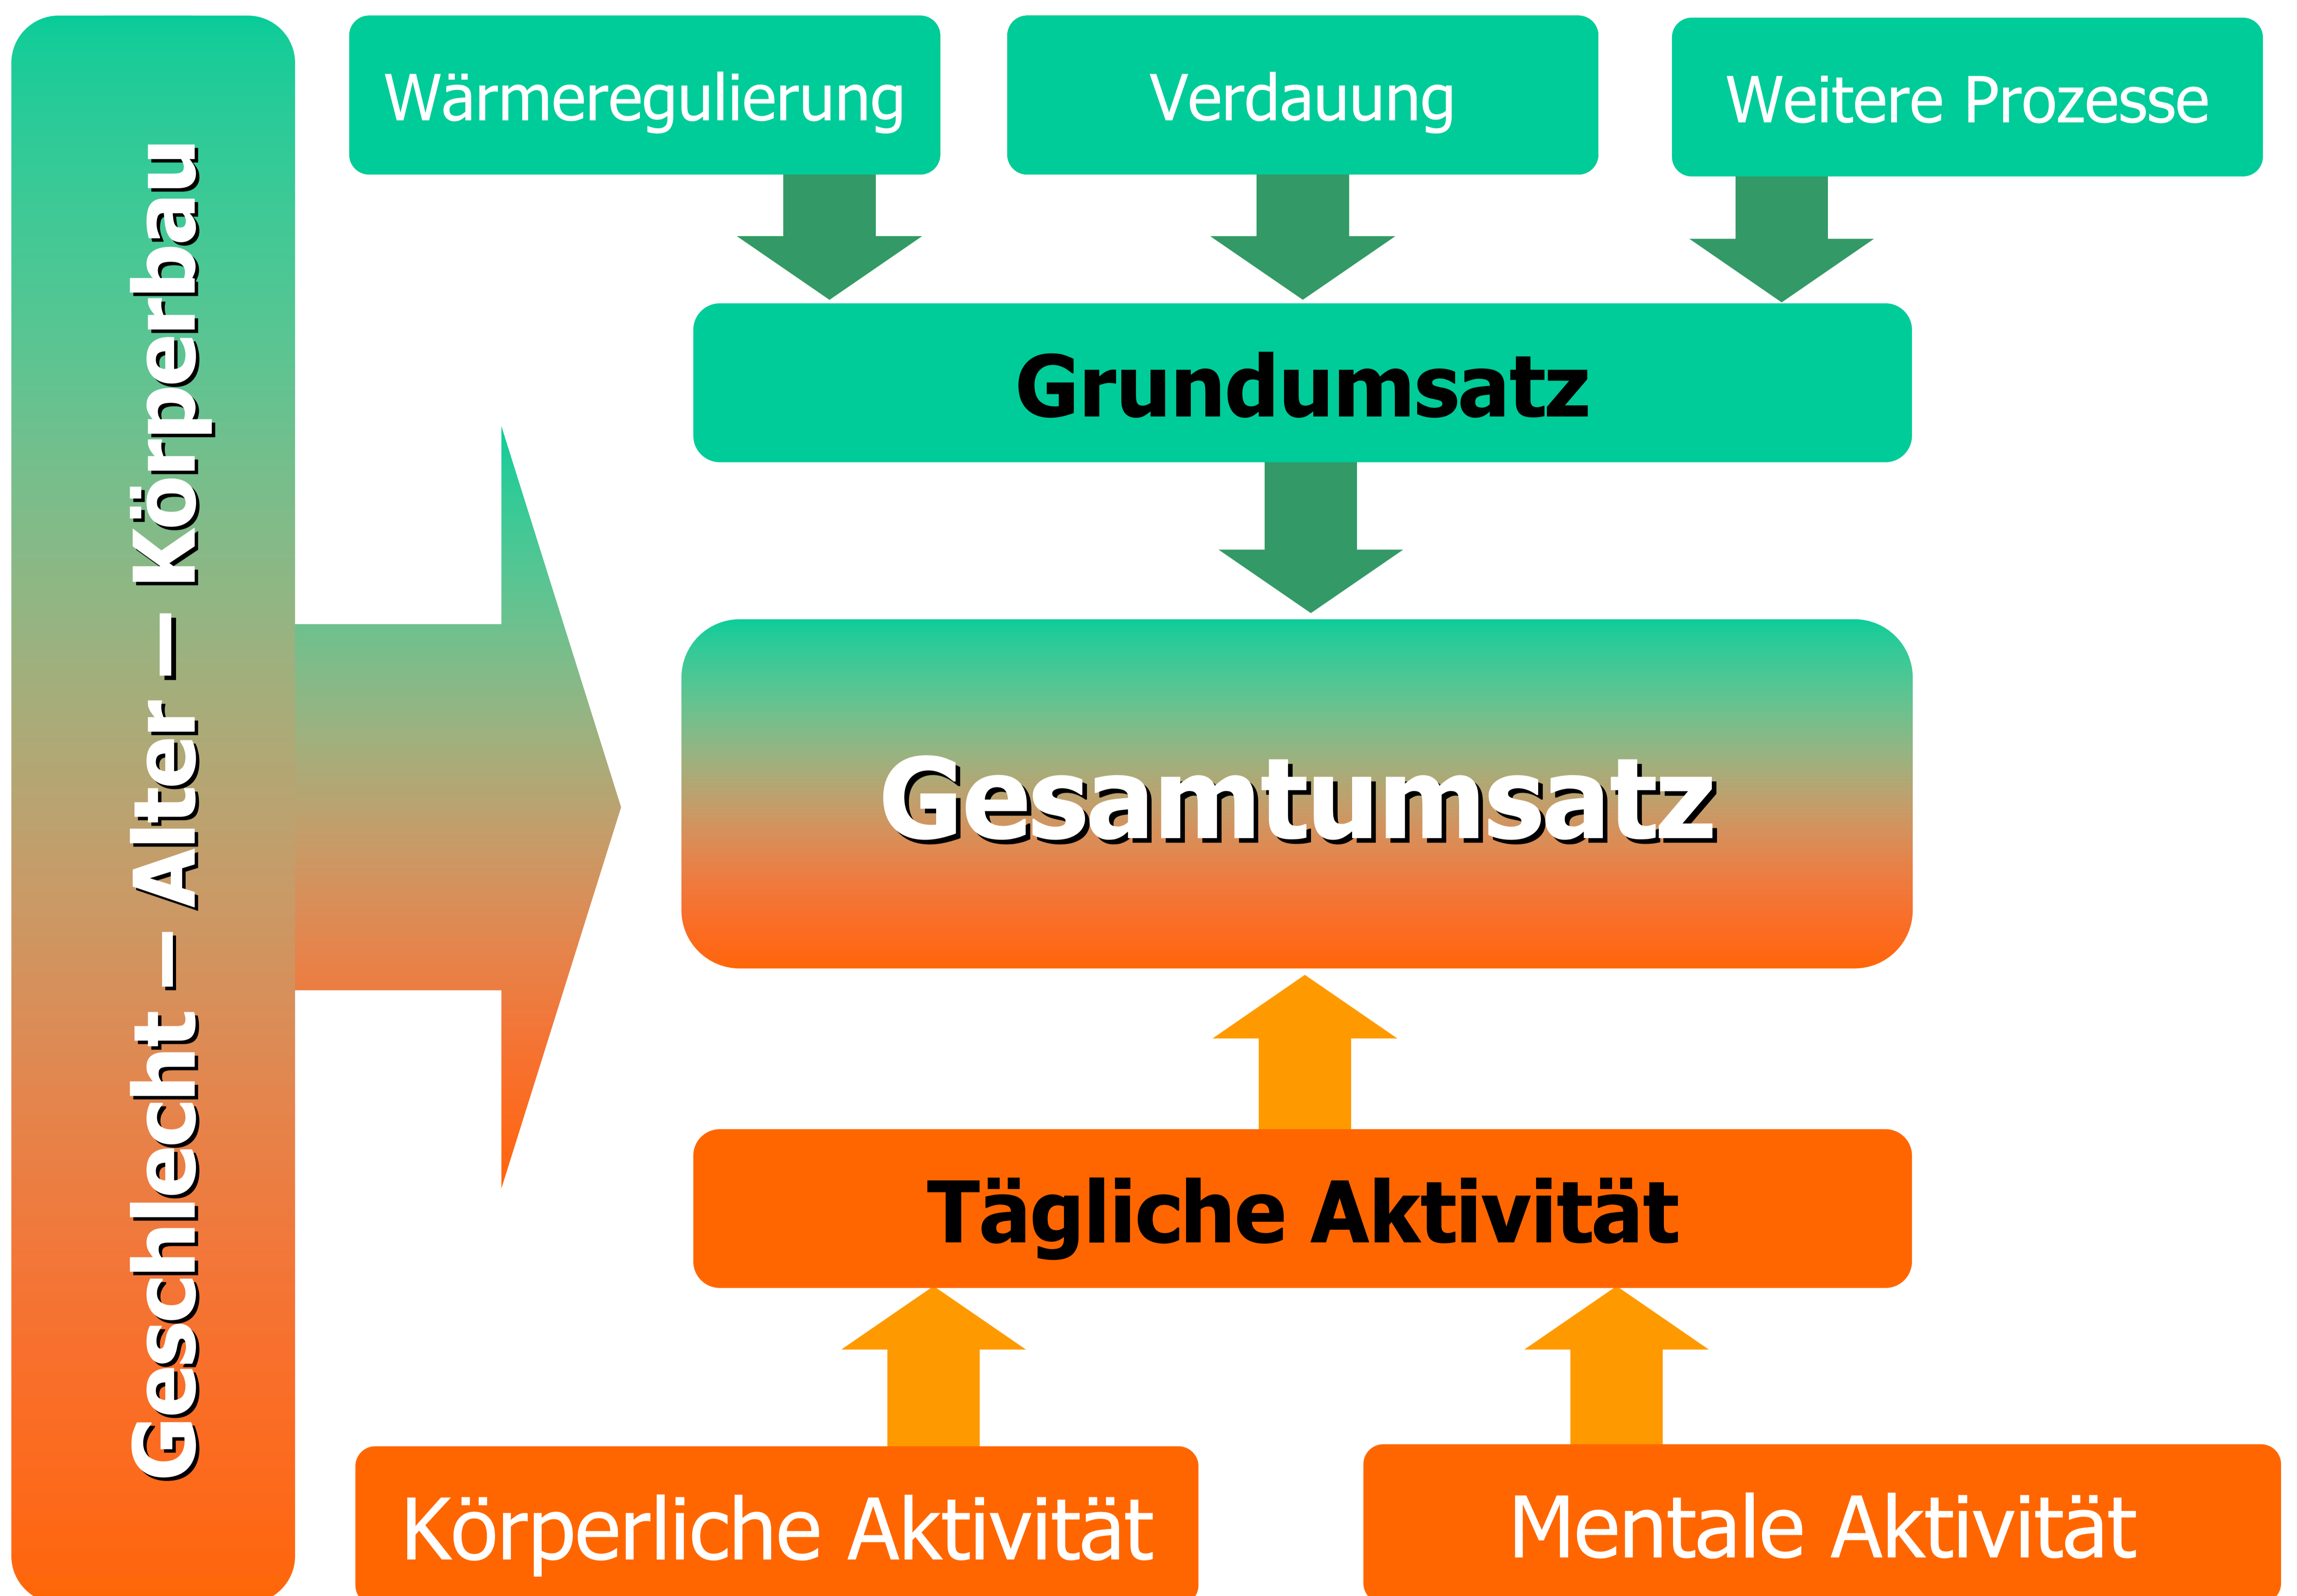 Geschlecht – Alter – Körperbau
Wärmeregulierung
Verdauung
Weitere Prozesse
Grundumsatz
Gesamtumsatz
Tägliche Aktivität
Körperliche Aktivität
Mentale Aktivität